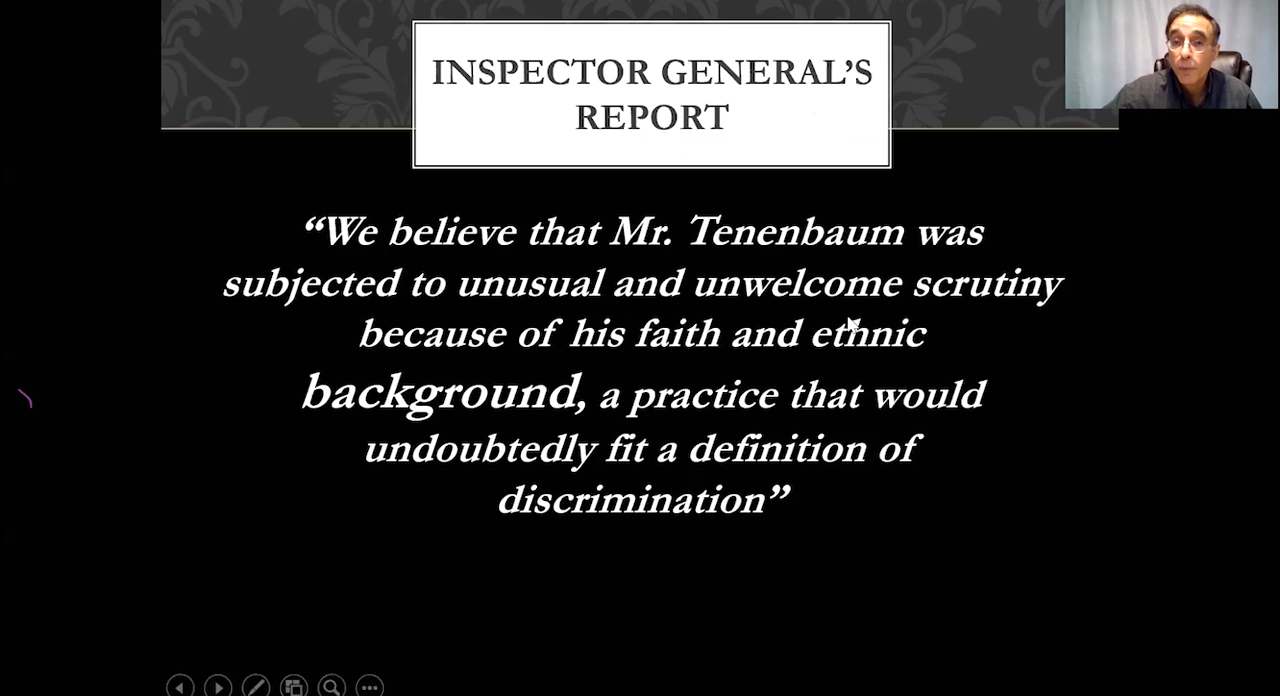 INSPECTOR GENERAL’S
REPORT
“We believe that Mr. Tenenbaum was
subjected to unusual and unwelcome scrutiny
because of his faith and ethnic
background, a practice that would
undoubtedly fit a definition of
discrimination”